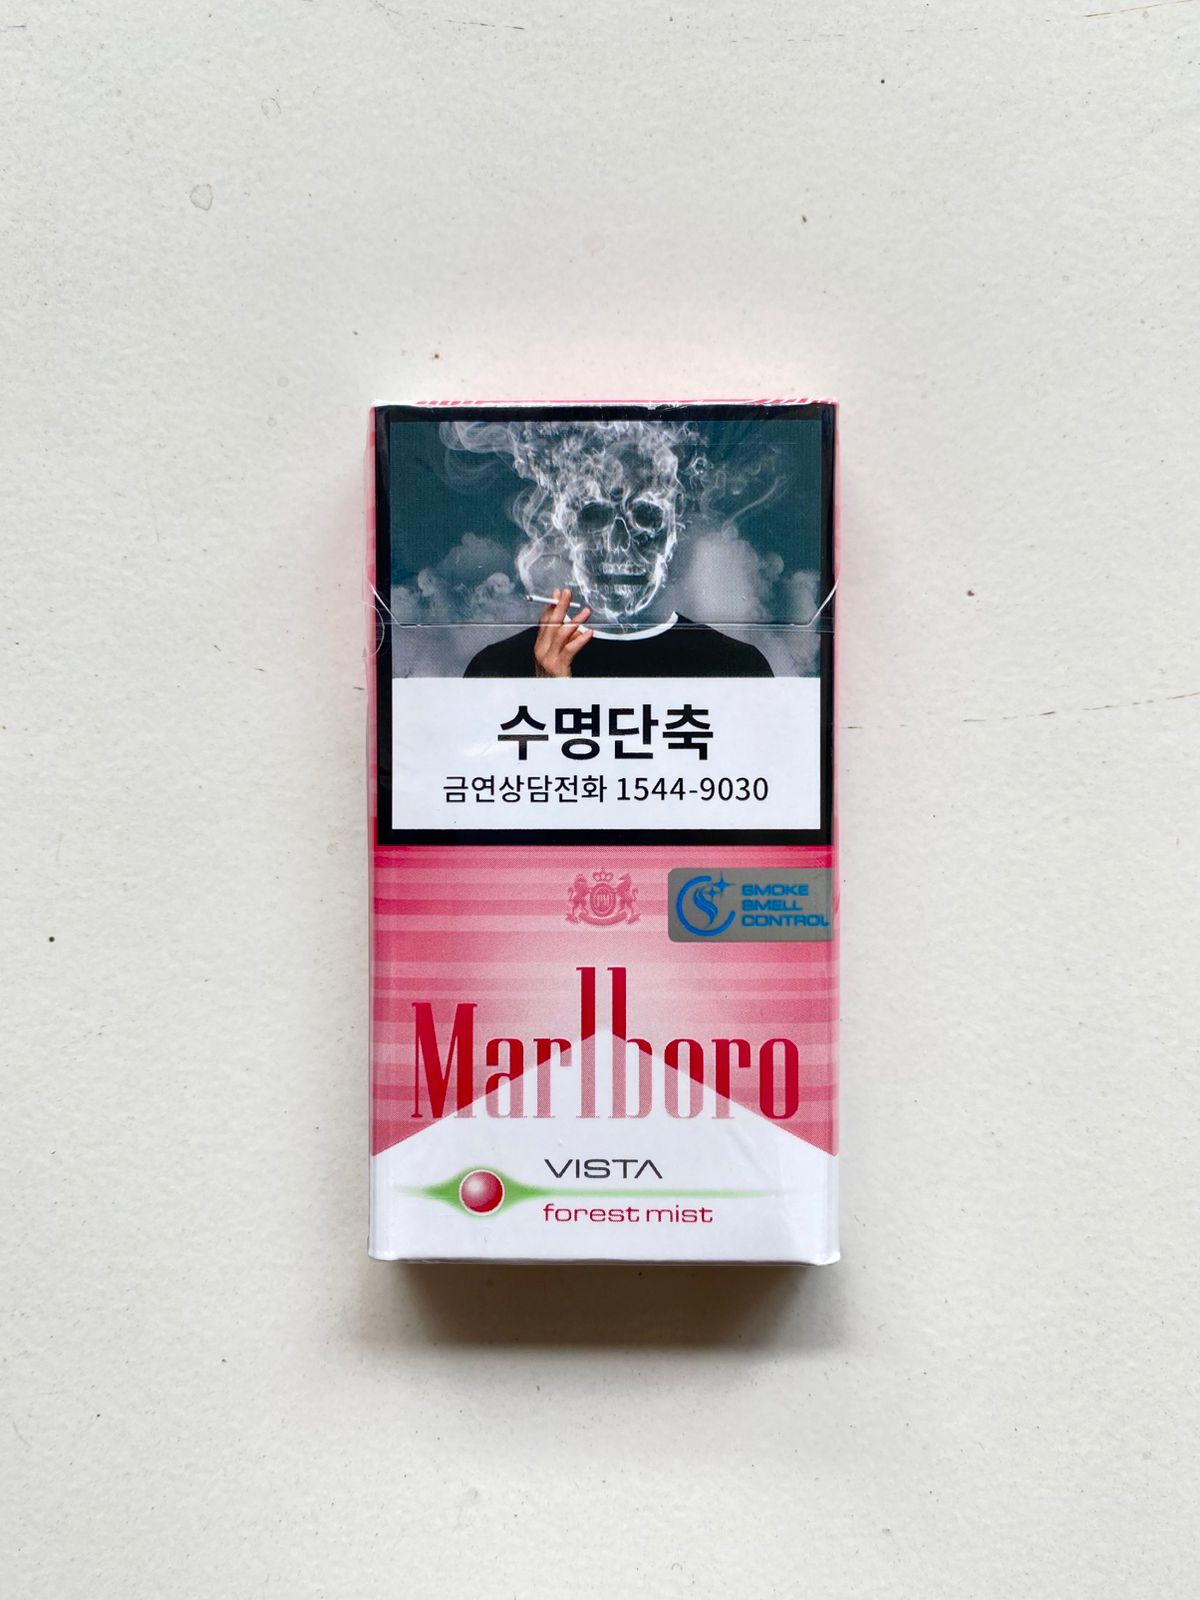 수명단축
금연상담전화 1544-9030
SMOKE
SMELL
CONTROL
Marlboro
VISTA
forest mist